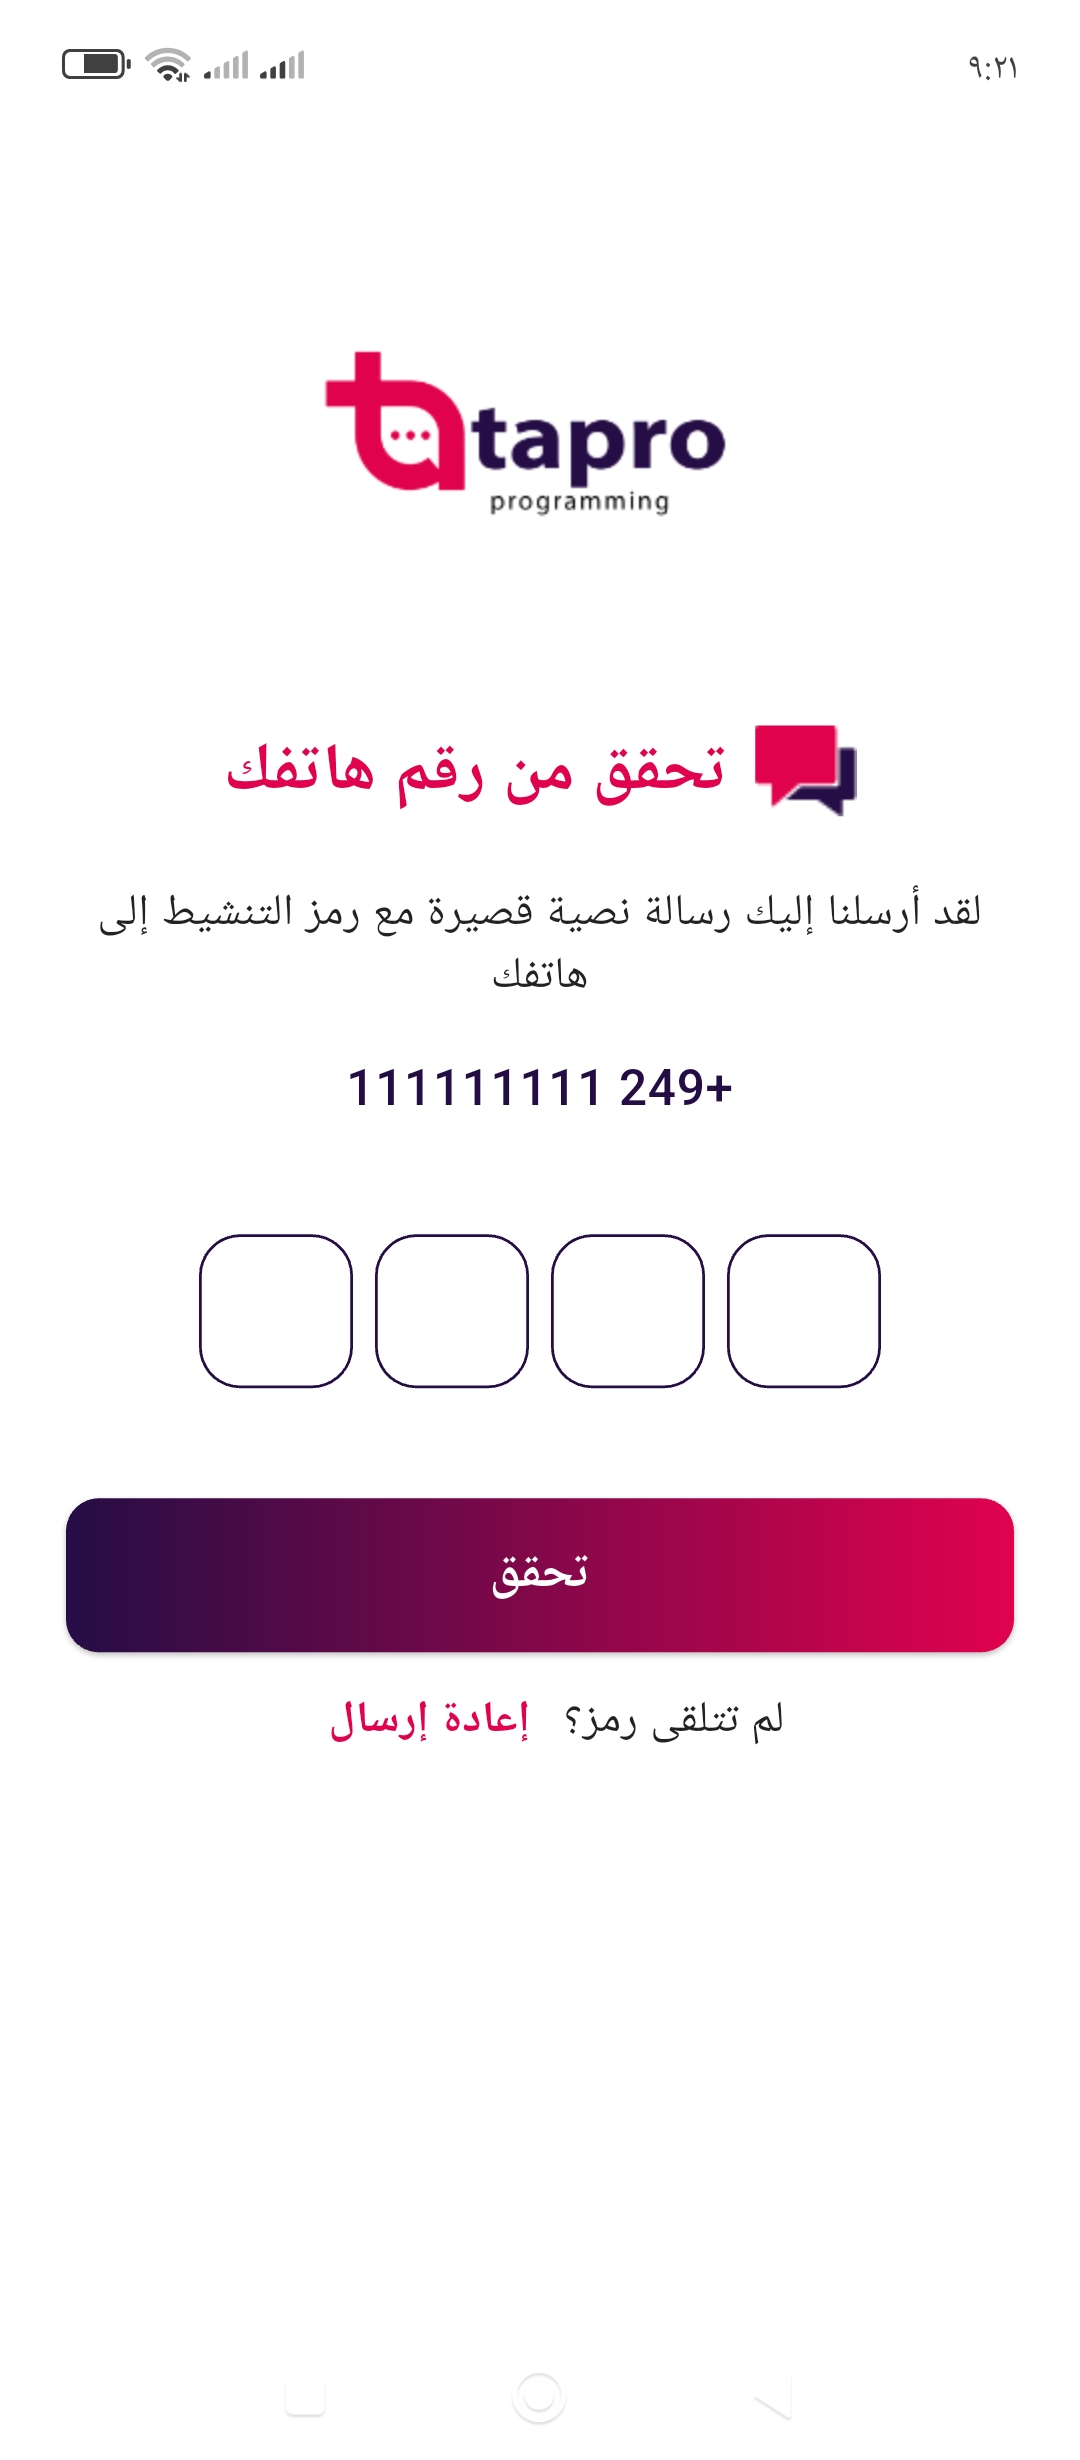 ٩:٢١
tapro
programming
تحقق من رقم هاتفك
لقد أرسلنا إليك رسالة نصية قصيرة مع رمز التنشيط إلى
هاتفك
111111111 249+
تحقق
لم تتلقى رمز؟ إعادة إرسال